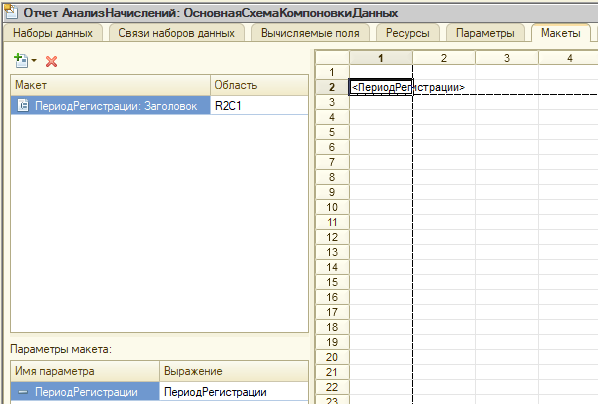 Отчет АнализНачислений: ОсновнаяСхемаКомпоновкиДанных
Наборы данных Связи наборов данных Вычисляемые поля Ресурсы Параметры Макеты
Макет Область
ПериодРегистрации: Заголовок R2C1
Параметры макета:
Имя параметра Выражение
ПериодРегистрации ПериодРегистрации
1 2 3 4
1
2 <ПериодРегистрации>
3
4
5
6
7
8
9
10
11
12
13
14
15
16
17
18
19
20
21
22
23